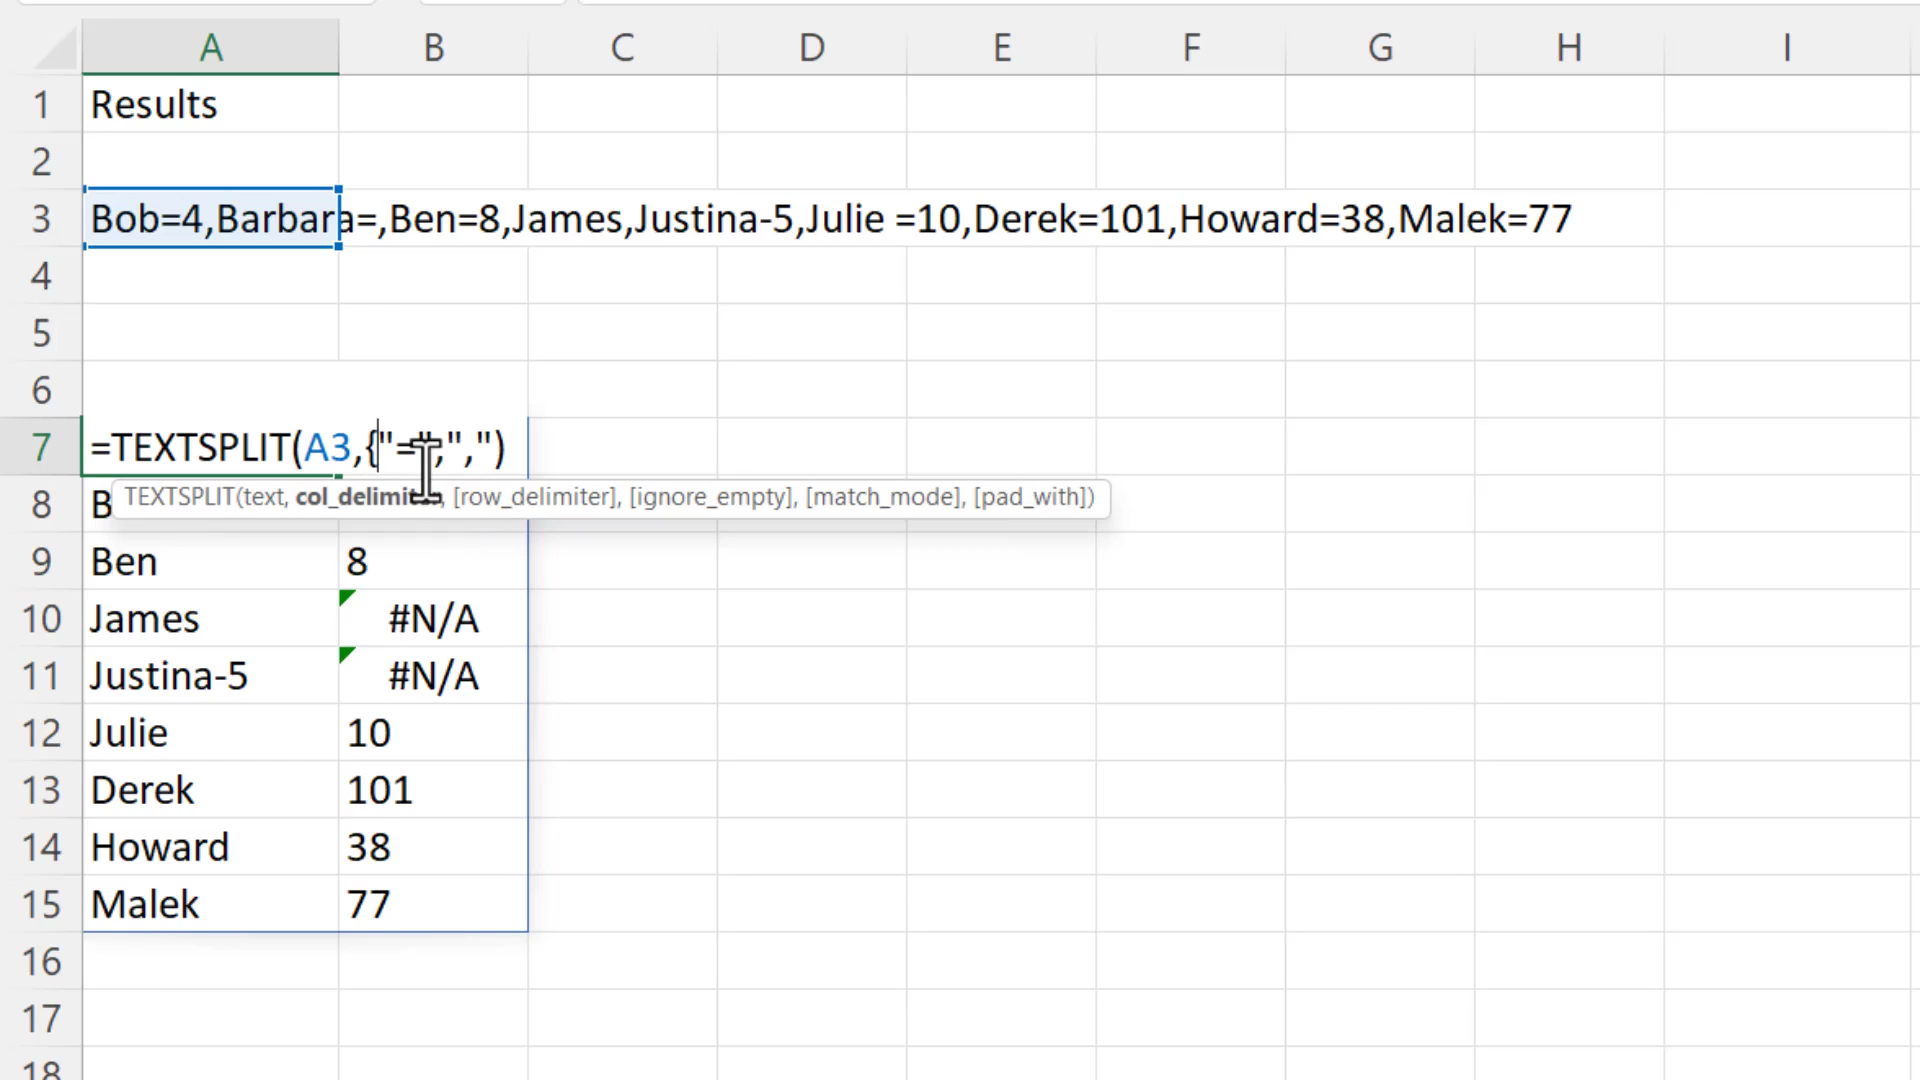 A B C D E F G H I
1 Results
2
3 Bob=4,Barbara=,Ben=8,James,Justina-5,Julie =10,Derek=101,Howard=38,Malek=77
4
5
6
7 =TEXTSPLIT(A3,{"=",",")
TEXTSPLIT(text, col_delimiter, [row_delimiter], [ignore_empty], [match_mode], [pad_with])
8 B
9 Ben 8
10 James #N/A
11 Justina-5 #N/A
12 Julie 10
13 Derek 101
14 Howard 38
15 Malek 77
16
17
18